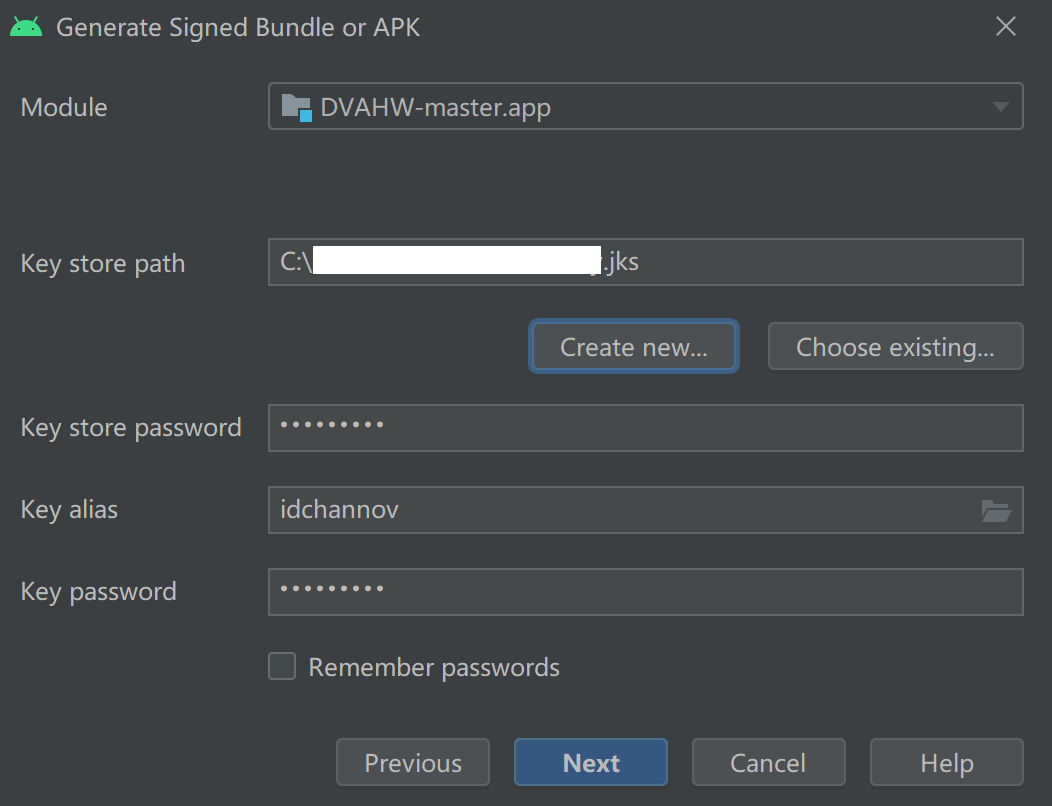 Generate Signed Bundle or APK
Module DVAHW-master.app
Key store path C:\ .jks
Create new... Choose existing...
Key store password •••••••••
Key alias idchannov
Key password •••••••••
Remember passwords
Previous Next Cancel Help